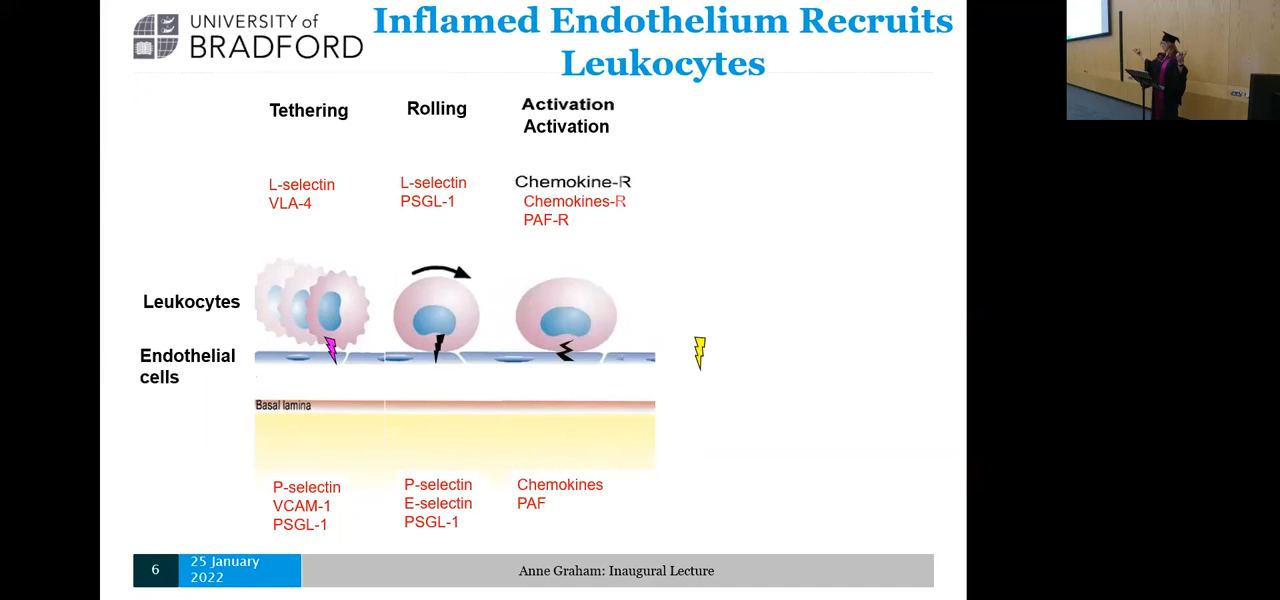 UNIVERSITY of
BRADFORD
Inflamed Endothelium Recruits
Leukocytes
Tethering
Rolling
Activation
Activation
L-selectin
VLA-4
L-selectin
PSGL-1
Chemokine-R
Chemokines-R
PAF-R
Leukocytes
Endothelial
cells
Basal lamina
P-selectin
VCAM-1
PSGL-1
P-selectin
E-selectin
PSGL-1
Chemokines
PAF
6
25 January
2022
Anne Graham: Inaugural Lecture